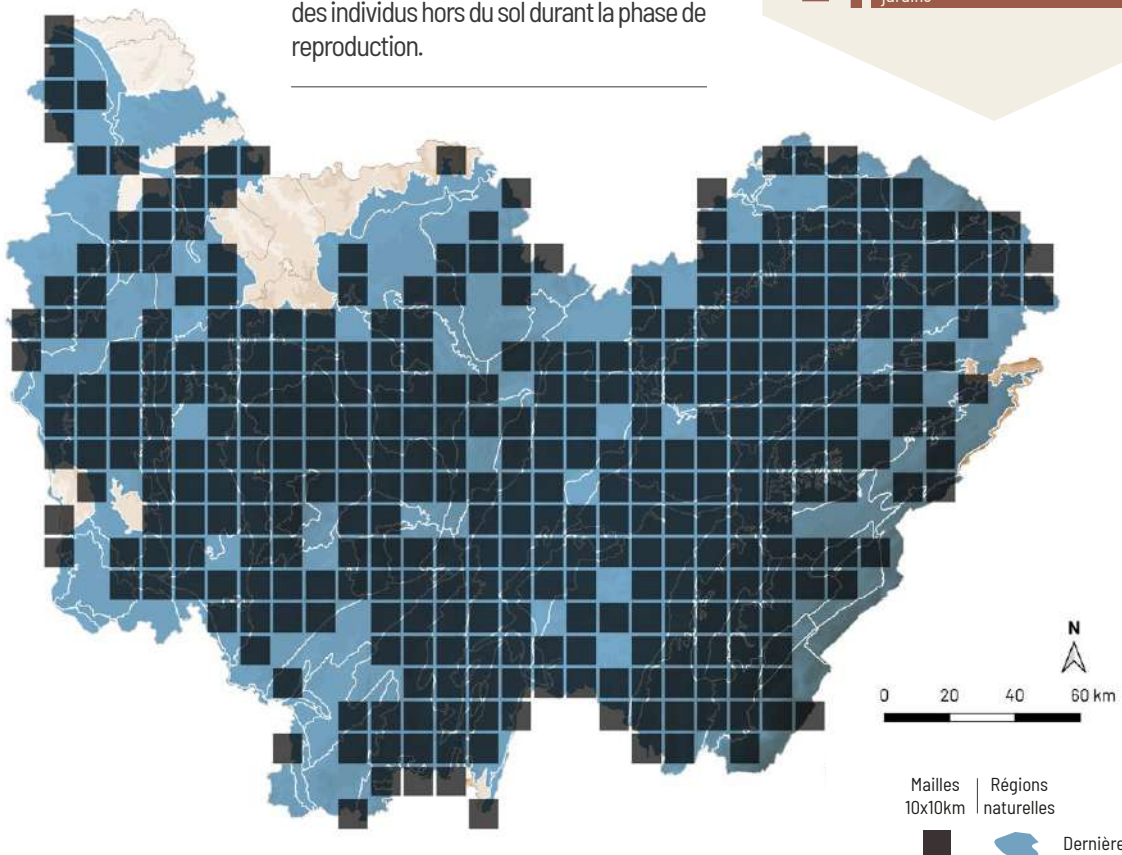 des individus hors du sol durant la phase de
reproduction.
jardins
N
0 20 40 60 km
Mailles Régions
10x10km naturelles
Dernière